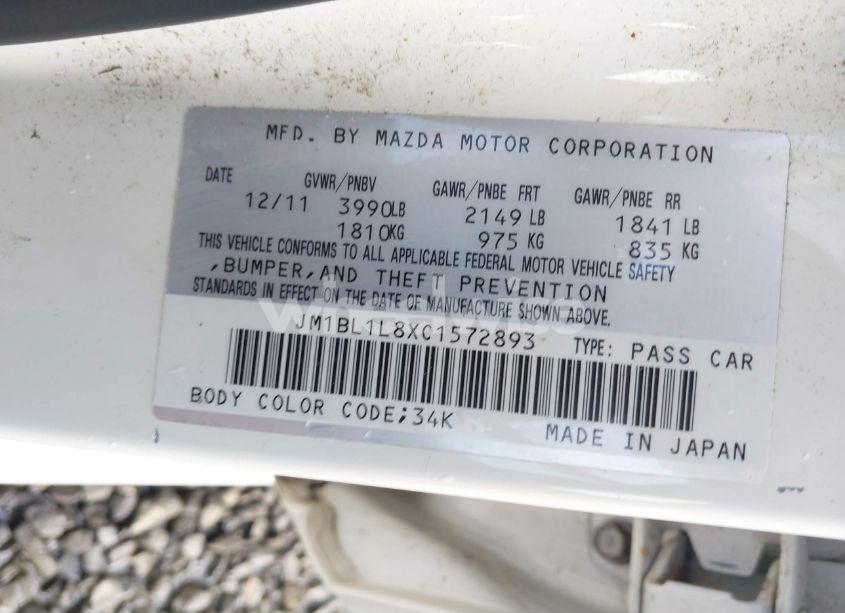 MFD. BY MAZDA MOTOR CORPORATION
DATE GVWR/PNBV GAWR/PNBE FRT GAWR/PNBE RR
12/11 3990LB 2149 LB 1841 LB
1810KG 975 KG 835 KG
THIS VEHICLE CONFORMS TO ALL APPLICABLE FEDERAL MOTOR VEHICLE SAFETY
,BUMPER,AND THEFT PREVENTION
STANDARDS IN EFFECT ON THE DATE OF MANUFACTURE SHOWN ABOVE.
JM1BL1L8XC1572893 TYPE: PASS CAR
BODY COLOR CODE;34K MADE IN JAPAN